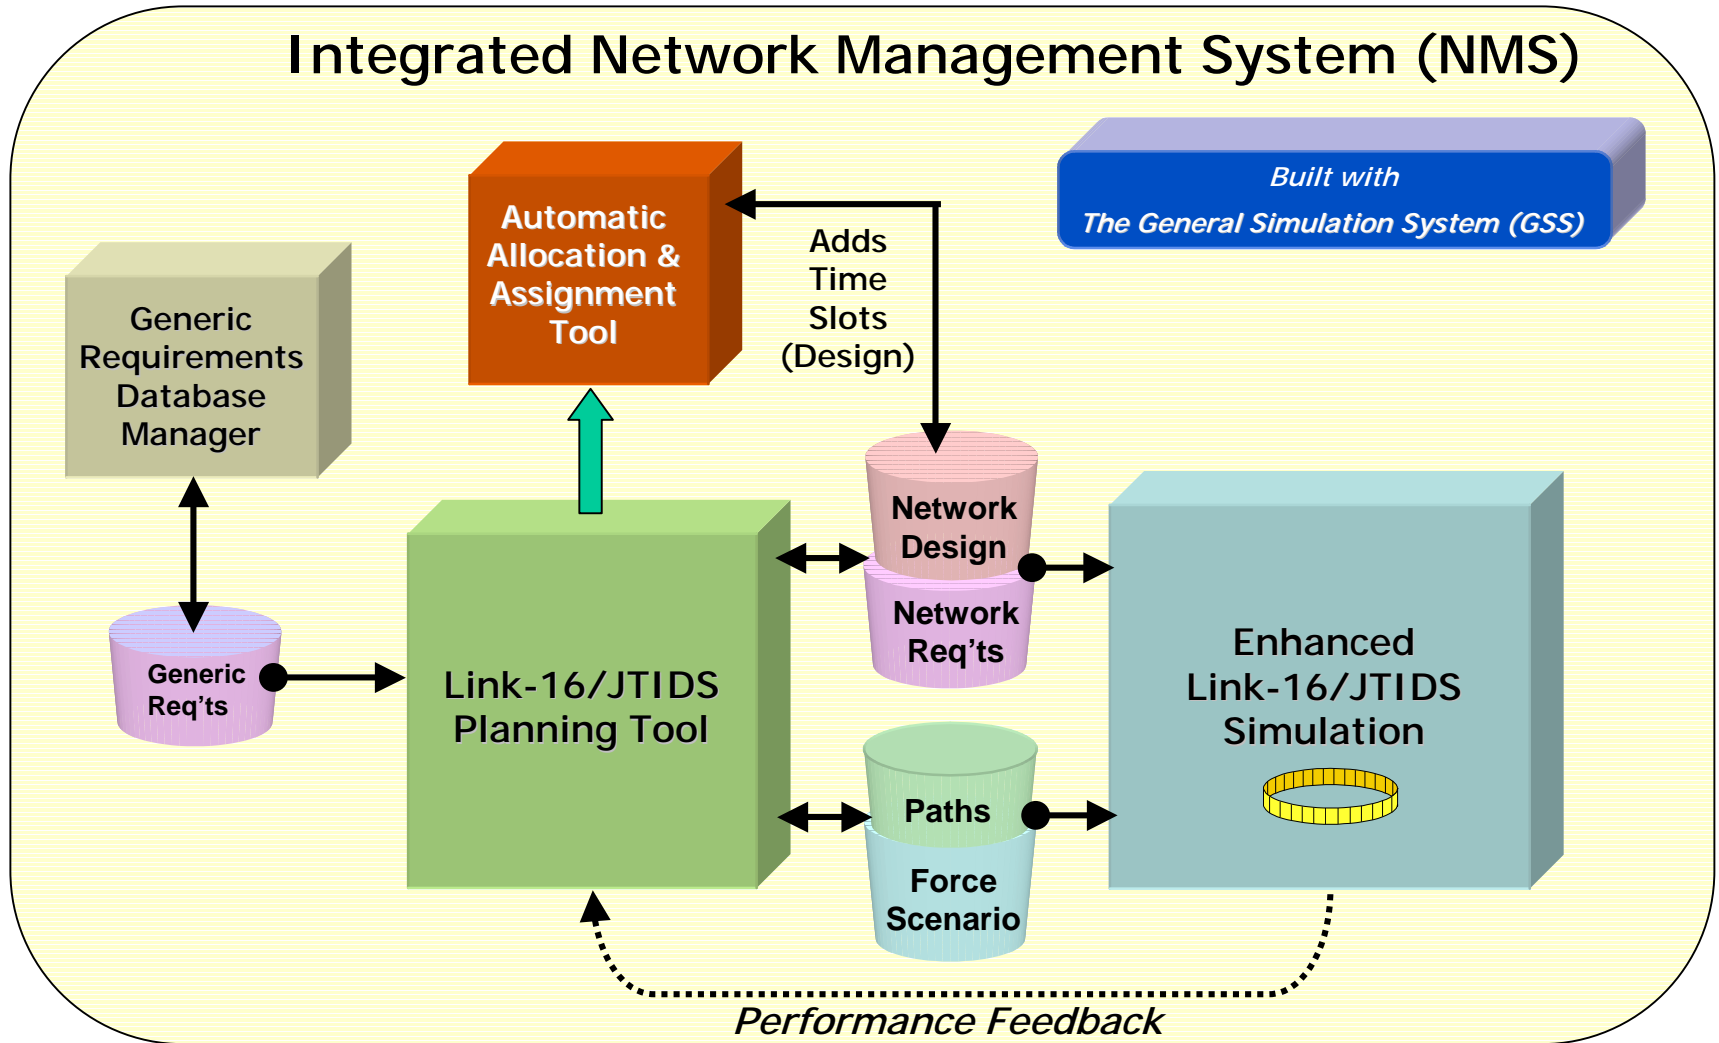 Integrated Network Management System (NMS)
Built with
The General Simulation System (GSS)
Automatic
Allocation &
Assignment
Tool
Adds
Time
Slots
(Design)
Generic
Requirements
Database
Manager
Network
Design
Network
Req'ts
Generic
Req'ts
Link-16/JTIDS
Planning Tool
Enhanced
Link-16/JTIDS
Simulation
Paths
Force
Scenario
Performance Feedback